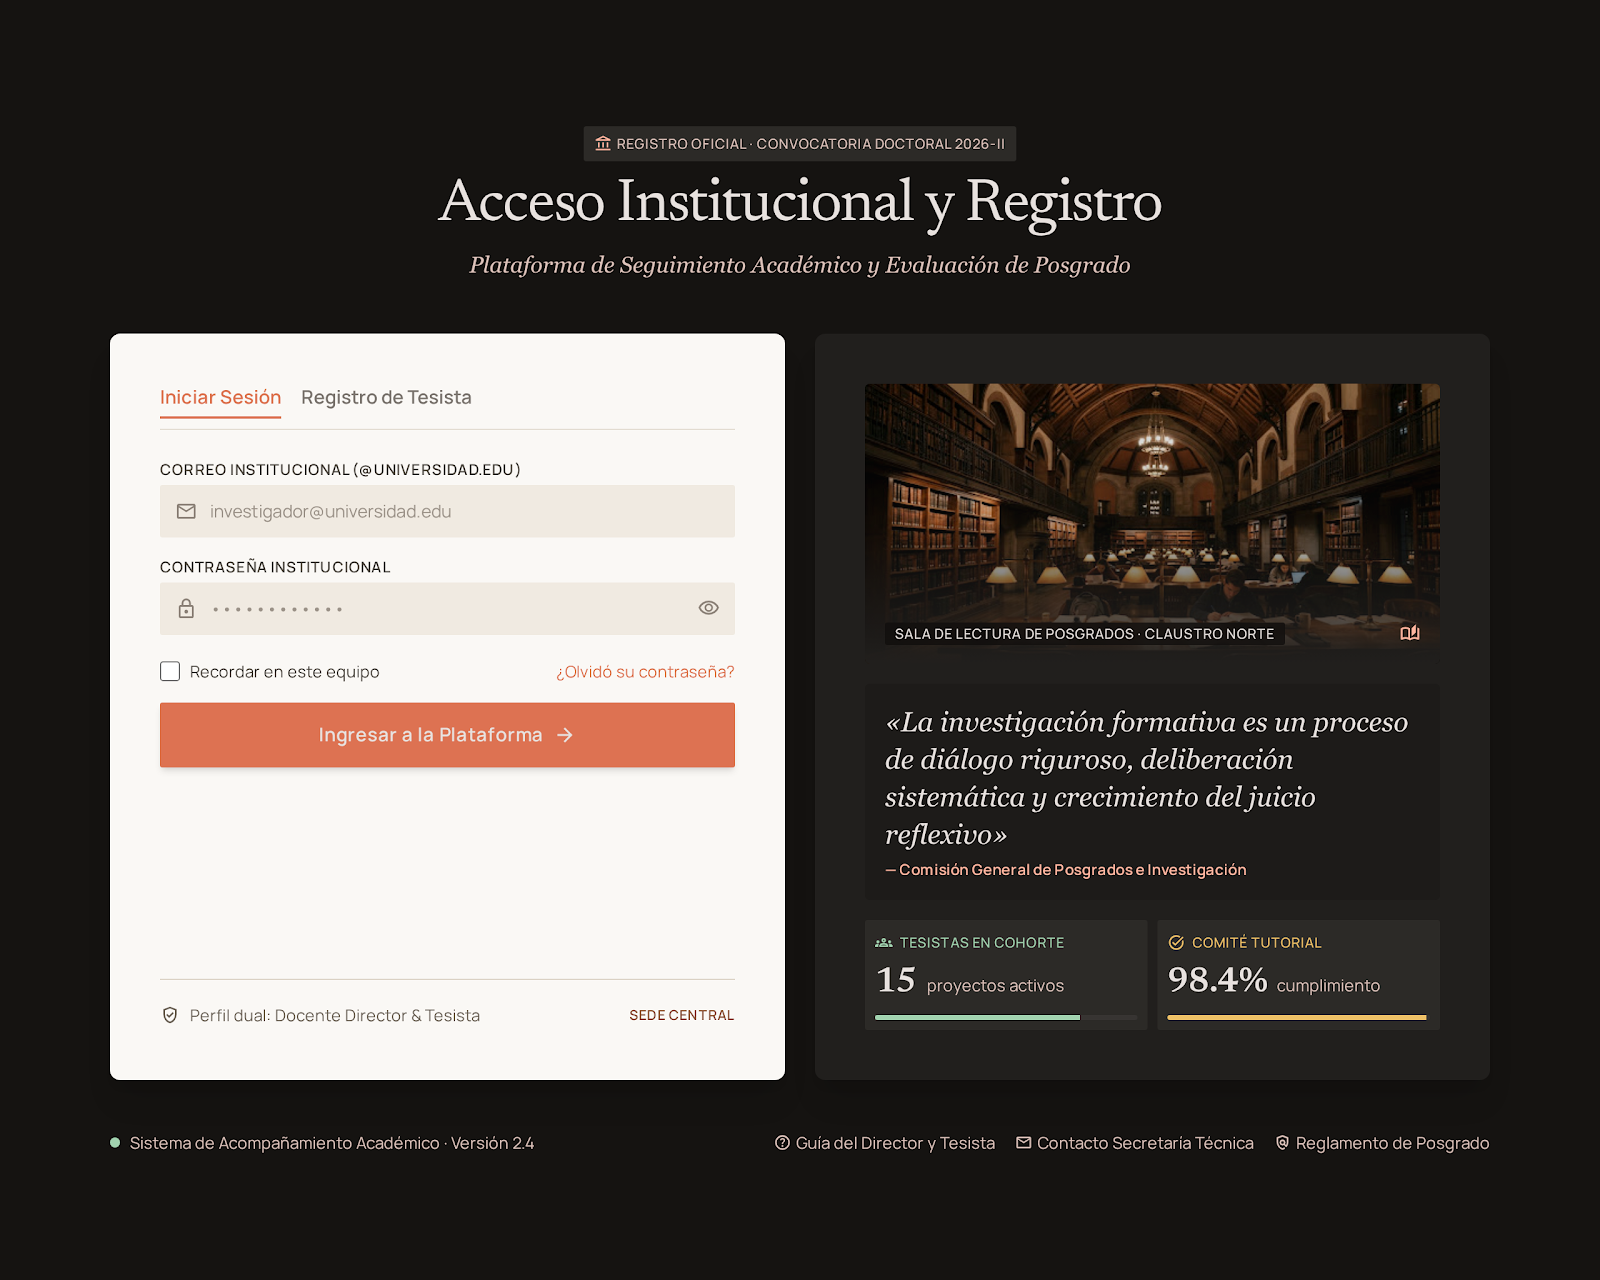 REGISTRO OFICIAL · CONVOCATORIA DOCTORAL 2026-II
Acceso Institucional y Registro
Plataforma de Seguimiento Académico y Evaluación de Posgrado
Iniciar Sesión
Registro de Tesista
CORREO INSTITUCIONAL (@UNIVERSIDAD.EDU)
investigador@universidad.edu
CONTRASEÑA INSTITUCIONAL
••••••••••••
Recordar en este equipo
¿Olvidó su contraseña?
Ingresar a la Plataforma →
Perfil dual: Docente Director & Tesista
SEDE CENTRAL
SALA DE LECTURA DE POSGRADOS · CLAUSTRO NORTE
«La investigación formativa es un proceso
de diálogo riguroso, deliberación
sistemática y crecimiento del juicio
reflexivo»
— Comisión General de Posgrados e Investigación
TESISTAS EN COHORTE
15 proyectos activos
COMITÉ TUTORIAL
98.4% cumplimiento
Sistema de Acompañamiento Académico · Versión 2.4
Guía del Director y Tesista
Contacto Secretaría Técnica
Reglamento de Posgrado